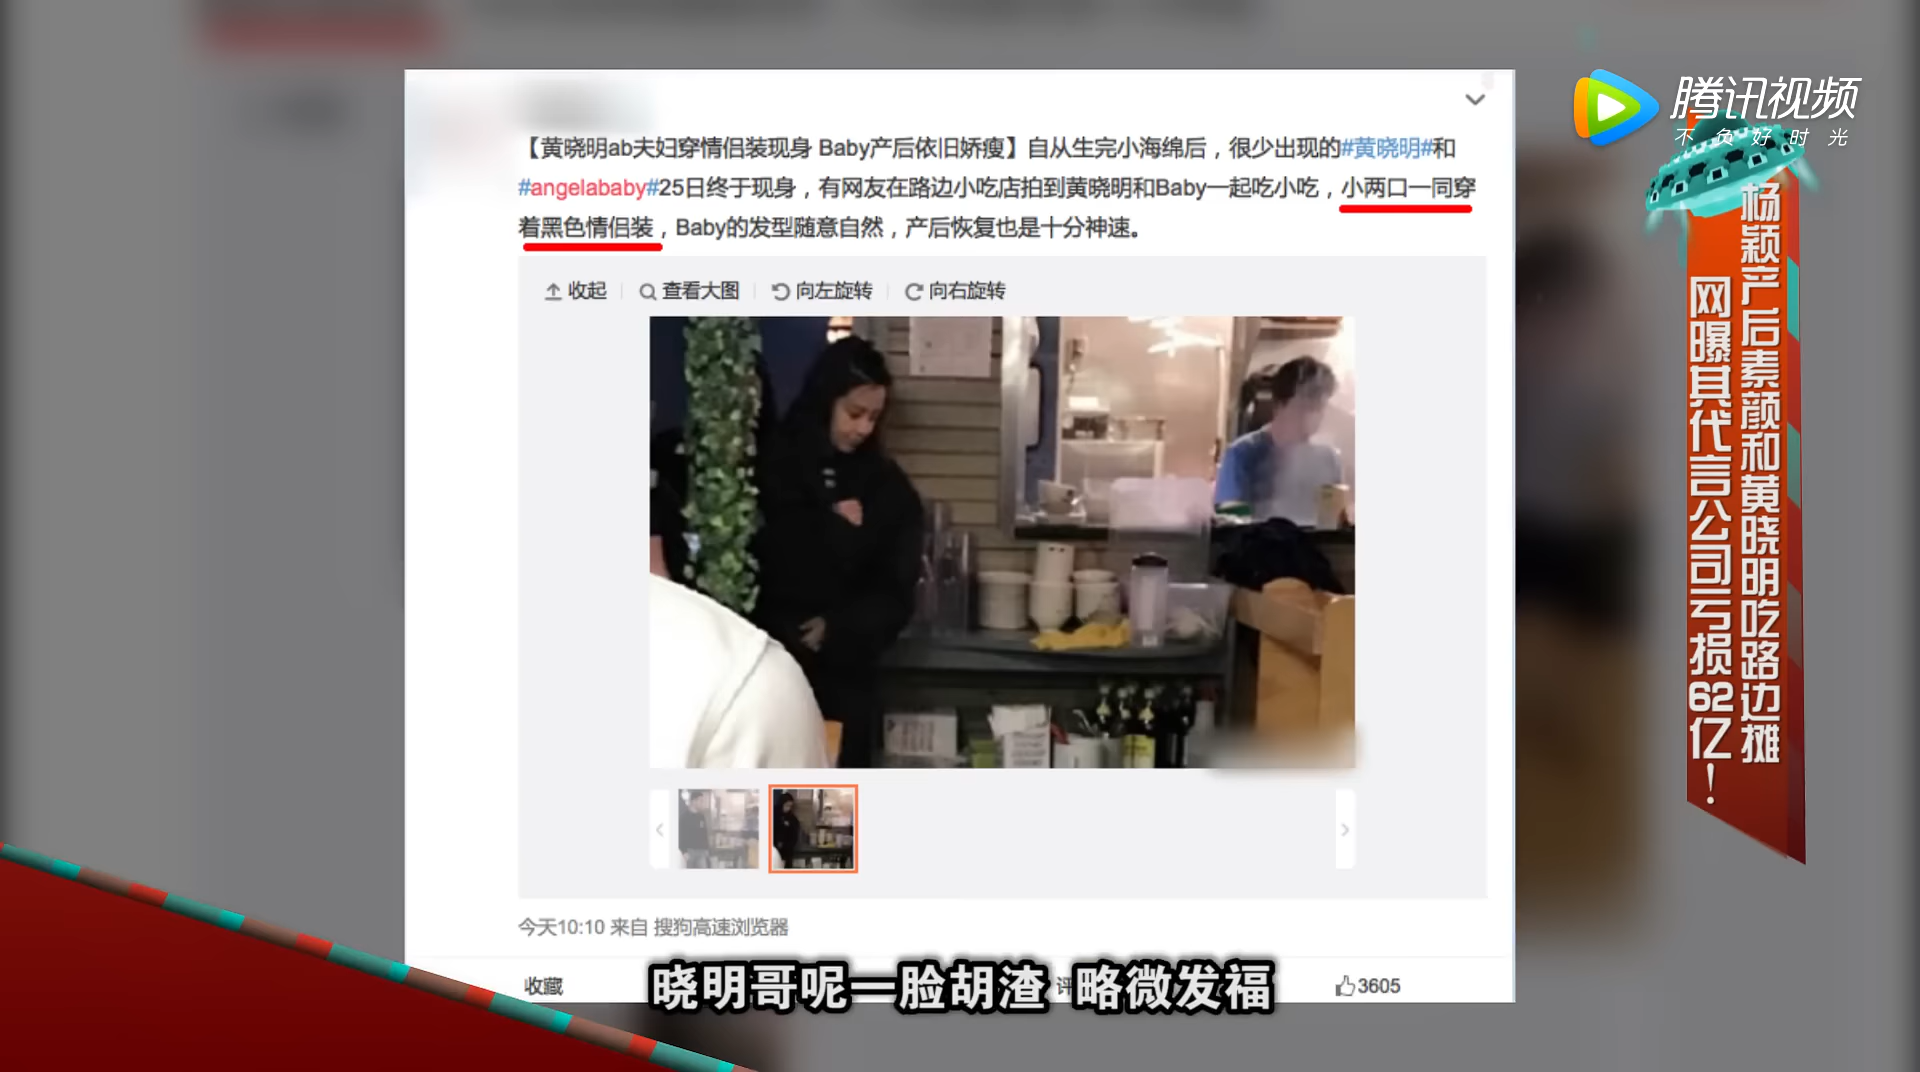 【黄晓明ab夫妇穿情侣装现身 Baby产后依旧娇瘦】自从生完小海绵后，很少出现的#黄晓明#和
#angelababy#25日终于现身，有网友在路边小吃店拍到黄晓明和Baby一起吃小吃，小两口一同穿
着黑色情侣装，Baby的发型随意自然，产后恢复也是十分神速。
收起 查看大图 向左旋转 向右旋转
今天10:10 来自 搜狗高速浏览器
收藏 评 3605
晓明哥呢一脸胡渣 略微发福
腾讯视频
不负好时光
杨颖产后素颜和黄晓明吃路边摊
网曝其代言公司亏损62亿！